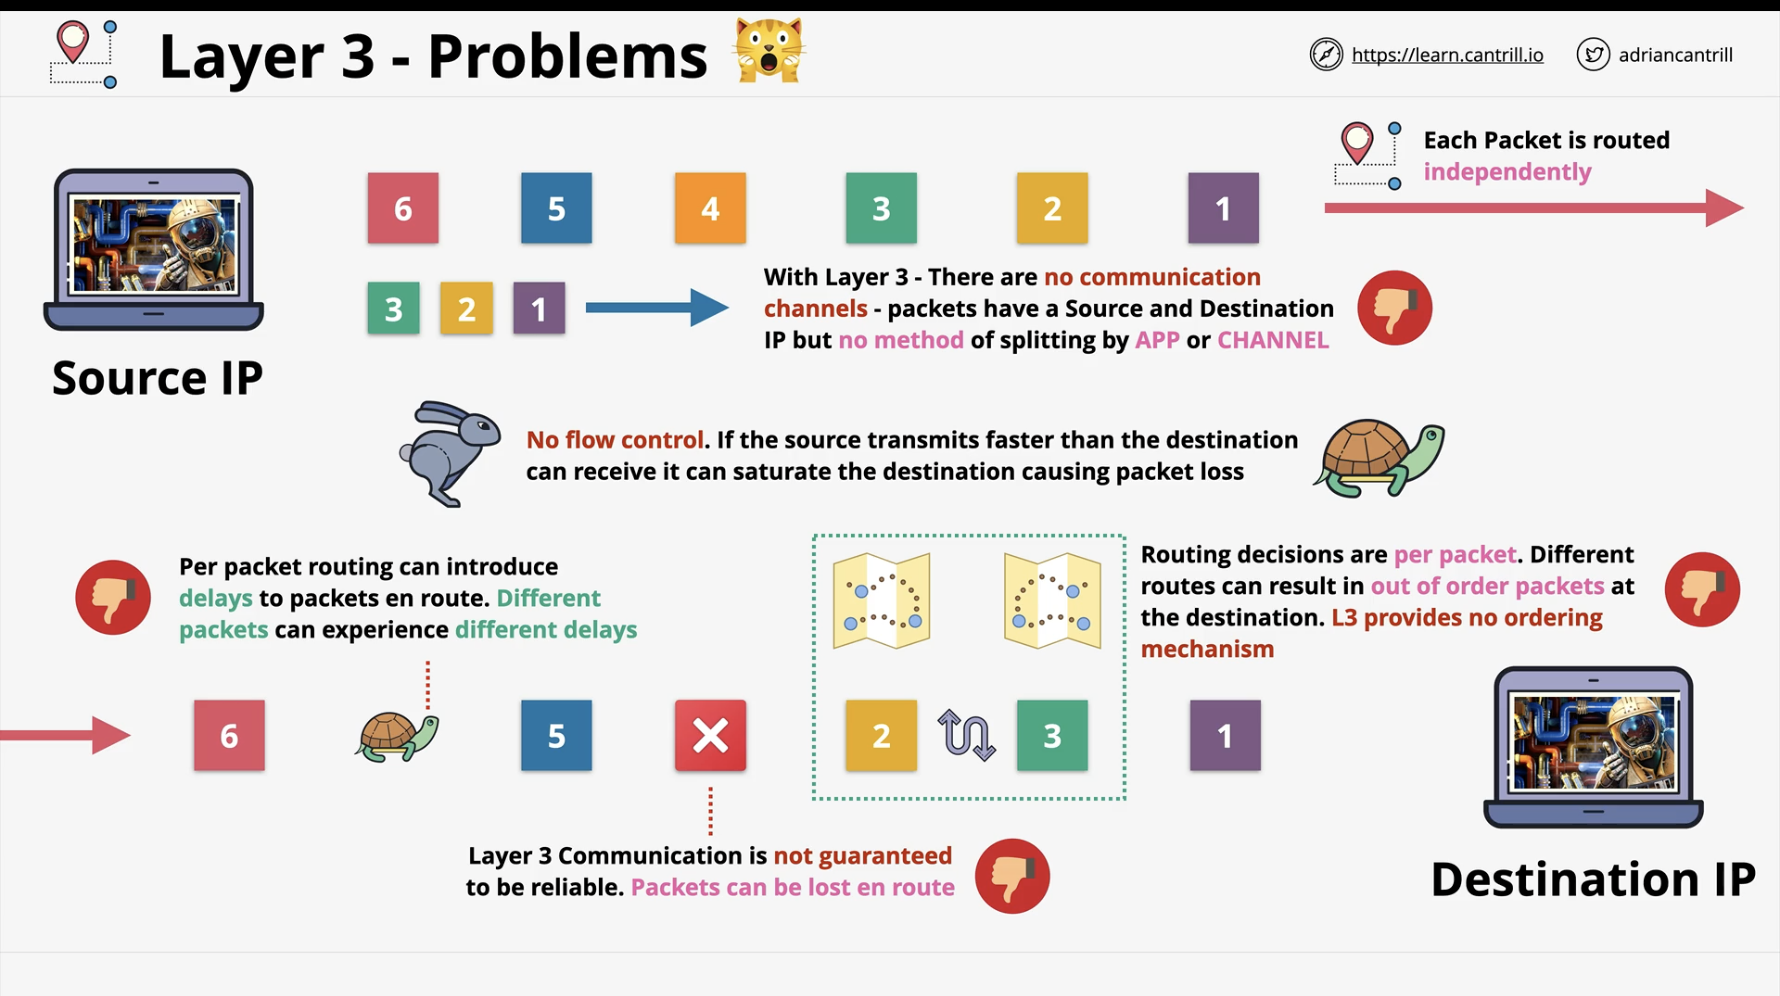 Layer 3 - Problems
https://learn.cantrill.io
adriancantrill
Each Packet is routed
independently
6 5 4 3 2 1
3 2 1
With Layer 3 - There are no communication
channels - packets have a Source and Destination
IP but no method of splitting by APP or CHANNEL
Source IP
No flow control. If the source transmits faster than the destination
can receive it can saturate the destination causing packet loss
Per packet routing can introduce
delays to packets en route. Different
packets can experience different delays
Routing decisions are per packet. Different
routes can result in out of order packets at
the destination. L3 provides no ordering
mechanism
6 5 2 3 1
Layer 3 Communication is not guaranteed
to be reliable. Packets can be lost en route
Destination IP